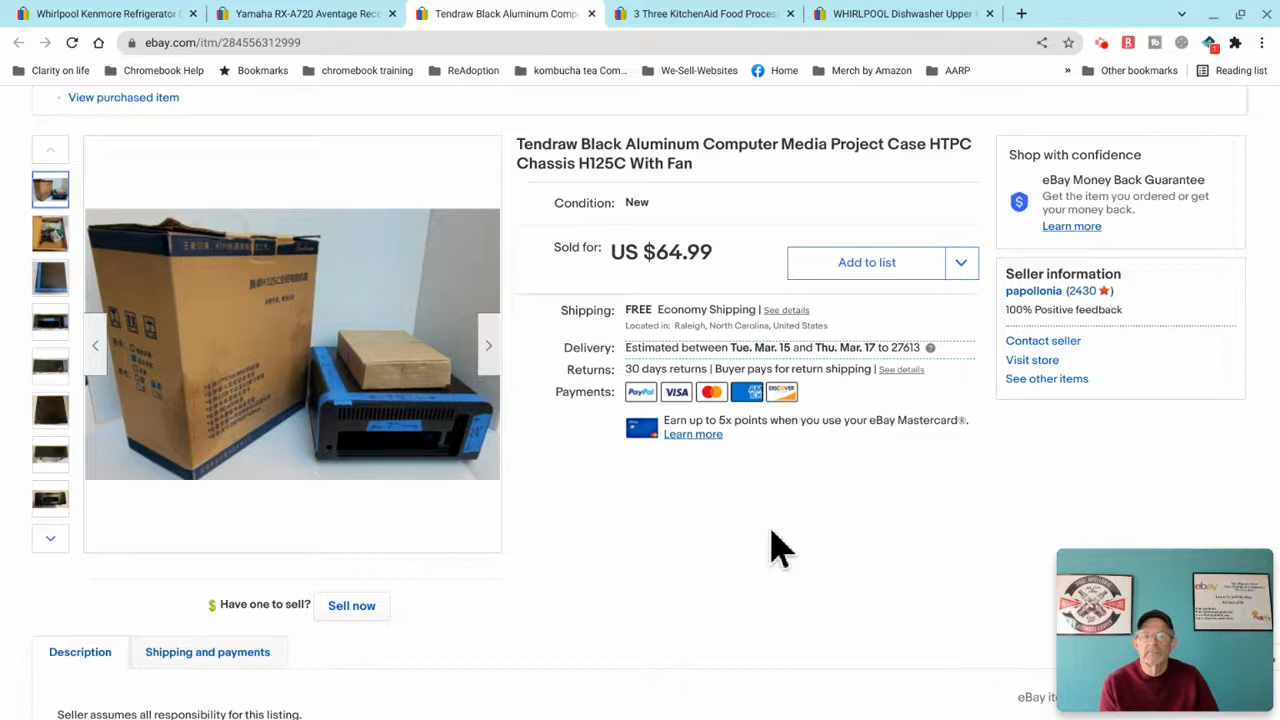 Whirlpool Kenmore Refrigerator D
Yamaha RX-A720 Aventage Rece
Tendraw Black Aluminum Comp
3 Three KitchenAid Food Proces
WHIRLPOOL Dishwasher Upper F
ebay.com/itm/284556312999
Clarity on life
Chromebook Help
Bookmarks
chromebook training
ReAdoption
kombucha tea Com...
We-Sell-Websites
Home
Merch by Amazon
AARP
»
Other bookmarks
Reading list
View purchased item
Tendraw Black Aluminum Computer Media Project Case HTPC
Chassis H125C With Fan
Condition: New
Sold for: US $64.99
Add to list
Shipping: FREE Economy Shipping | See details
Located in: Raleigh, North Carolina, United States
Delivery: Estimated between Tue. Mar. 15 and Thu. Mar. 17 to 27613
Returns: 30 days returns | Buyer pays for return shipping | See details
Payments: PayPal VISA DISCOVER
Earn up to 5x points when you use your eBay Mastercard®.
Learn more
Shop with confidence
eBay Money Back Guarantee
Get the item you ordered or get
your money back.
Learn more
Seller information
papollonia (2430)
100% Positive feedback
Contact seller
Visit store
See other items
Have one to sell? Sell now
Description
Shipping and payments
eBay ite
Seller assumes all responsibility for this listing.
ebay